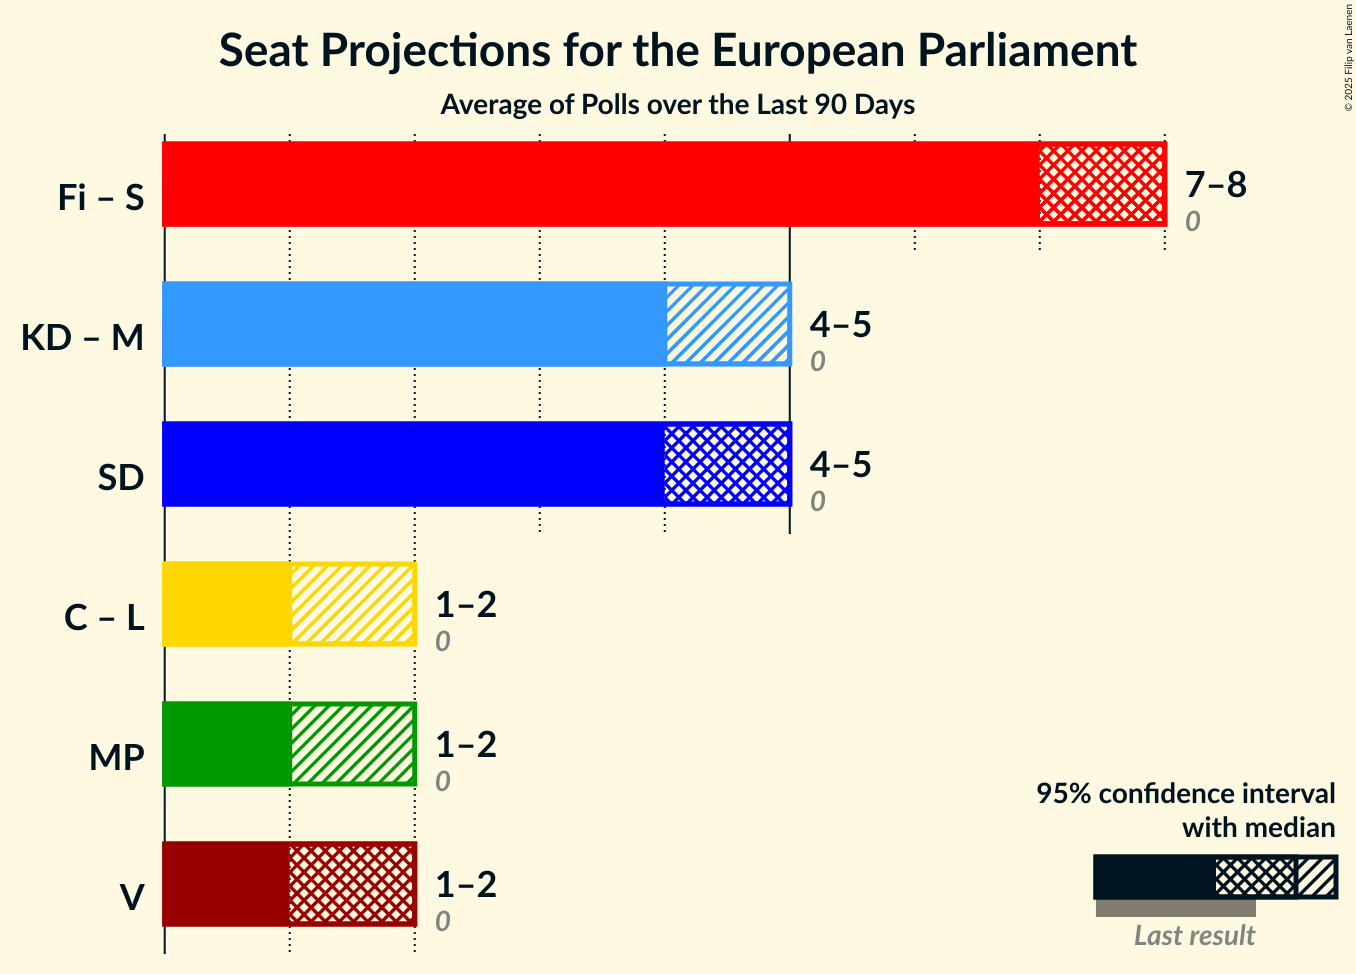 Seat Projections for the European Parliament
Average of Polls over the Last 90 Days
© 2025 Filip van Laenen
Fi – S
7–8
0
KD – M
4–5
0
SD
4–5
0
C – L
1–2
0
MP
1–2
0
V
1–2
0
95% confidence interval
with median
Last result